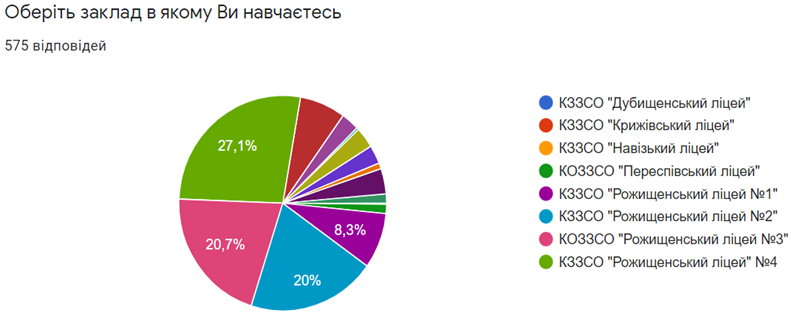 Оберіть заклад в якому Ви навчаєтесь
575 відповідей
27,1%
20,7%
20%
8,3%
КЗЗСО "Дубищенський ліцей"
КЗЗСО "Крижівський ліцей"
КЗЗСО "Навізький ліцей"
КОЗЗСО "Переспівський ліцей"
КЗЗСО "Рожищенський ліцей №1"
КЗЗСО "Рожищенський ліцей №2"
КОЗЗСО "Рожищенський ліцей №3"
КЗЗСО "Рожищенський ліцей" №4